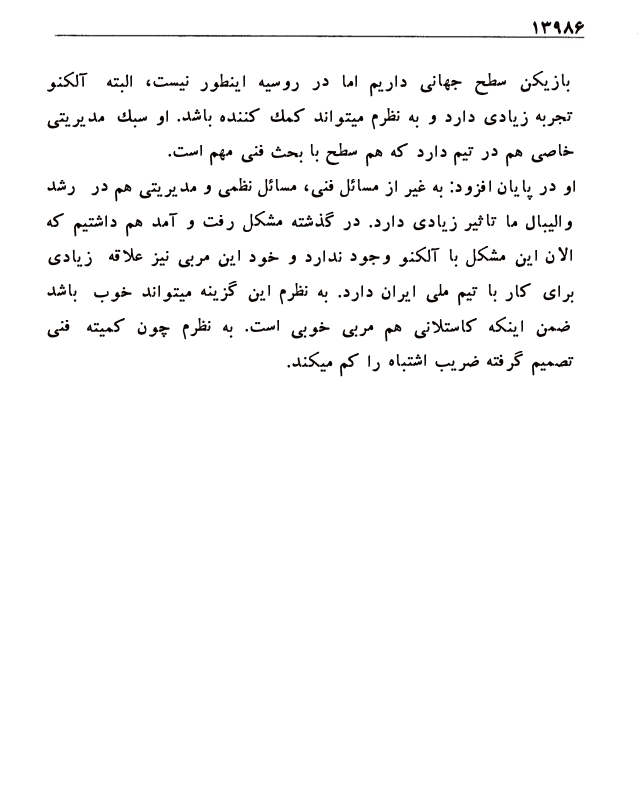 ۱۳۹۸۶
بازیکن سطح جهانی داریم اما در روسیه اینطور نیست، البته آلکنو
تجربه زیادی دارد و به نظرم میتواند کمک کننده باشد. او سبک مدیریتی
خاصی هم در تیم دارد که هم سطح با بحث فنی مهم است.
او در پایان افزود: به غیر از مسائل فنی، مسائل نظمی و مدیریتی هم در رشد
والیبال ما تاثیر زیادی دارد. در گذشته مشکل رفت و آمد هم داشتیم که
الان این مشکل با آلکنو وجود ندارد و خود این مربی نیز علاقه زیادی
برای کار با تیم ملی ایران دارد. به نظرم این گزینه میتواند خوب باشد
ضمن اینکه کاستلانی هم مربی خوبی است. به نظرم چون کمیته فنی
تصمیم گرفته ضریب اشتباه را کم میکند.